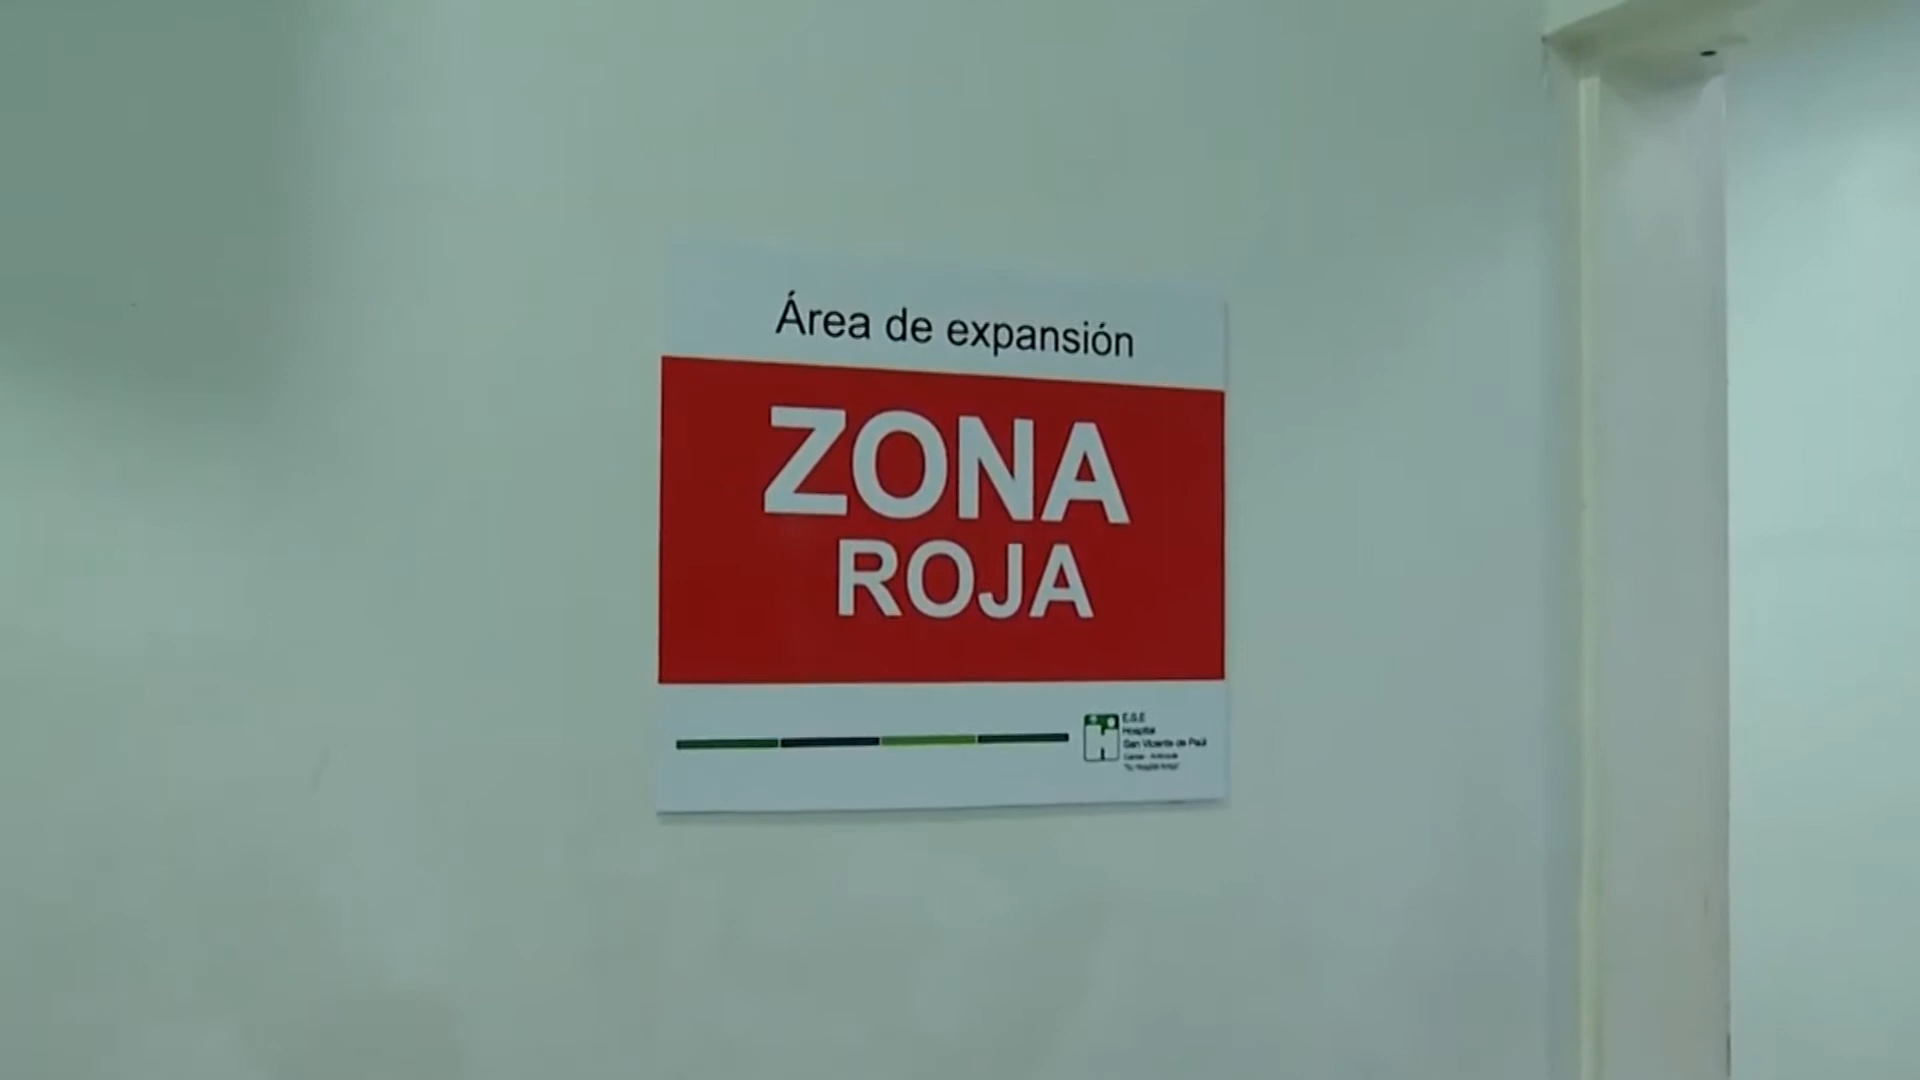 Área de expansión
ZONA
ROJA
E.S.E
Hospital
San Vicente de Paúl